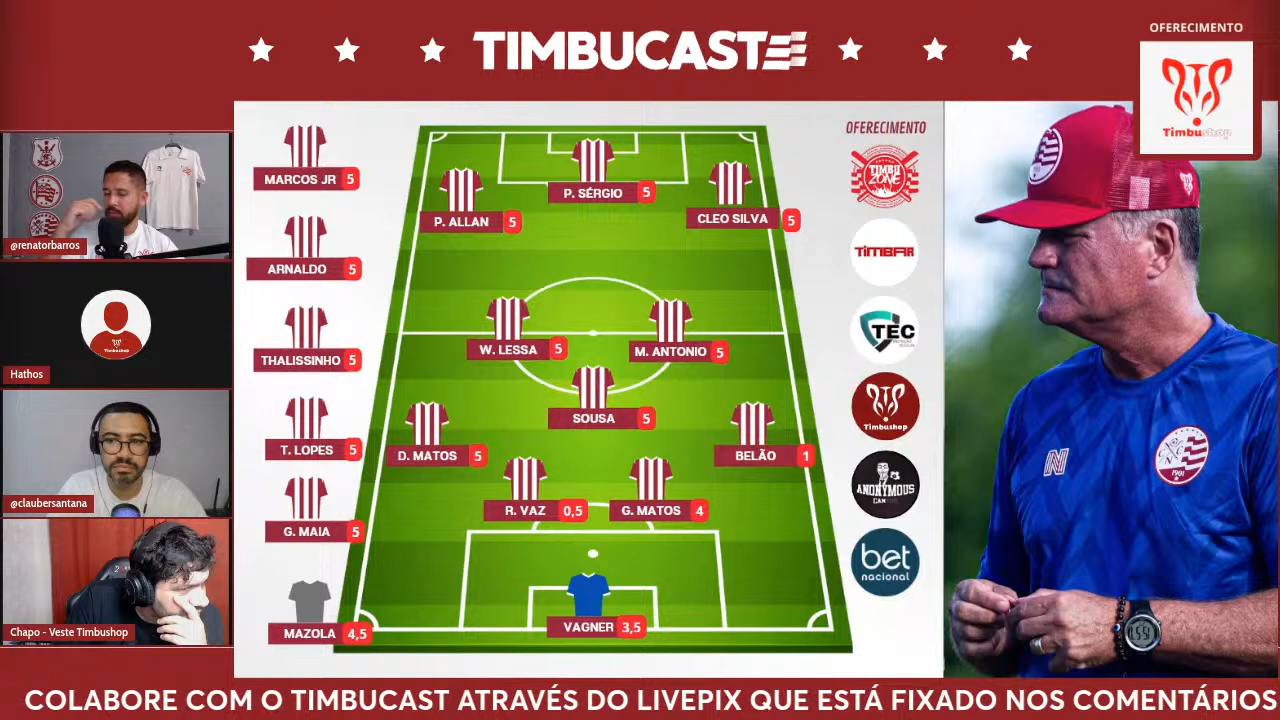 TIMBUCAST
OFERECIMENTO
Timbushop
@renatorbarros
Hathos
@claubersantana
Chapo - Veste Timbushop
MARCOS JR 5
ARNALDO 5
THALISSINHO 5
T. LOPES 5
G. MAIA 5
MAZOLA 4,5
P. SÉRGIO 5
P. ALLAN 5
CLEO SILVA 5
W. LESSA 5
M. ANTONIO 5
SOUSA 5
D. MATOS 5
BELÃO 1
R. VAZ 0,5
G. MATOS 4
VAGNER 3,5
OFERECIMENTO
TIMBU
ZONE
TIMBAR
TEC
Timbushop
ANONYMOUS
bet
nacional
N
1901
COLABORE COM O TIMBUCAST ATRAVÉS DO LIVEPIX QUE ESTÁ FIXADO NOS COMENTÁRIOS